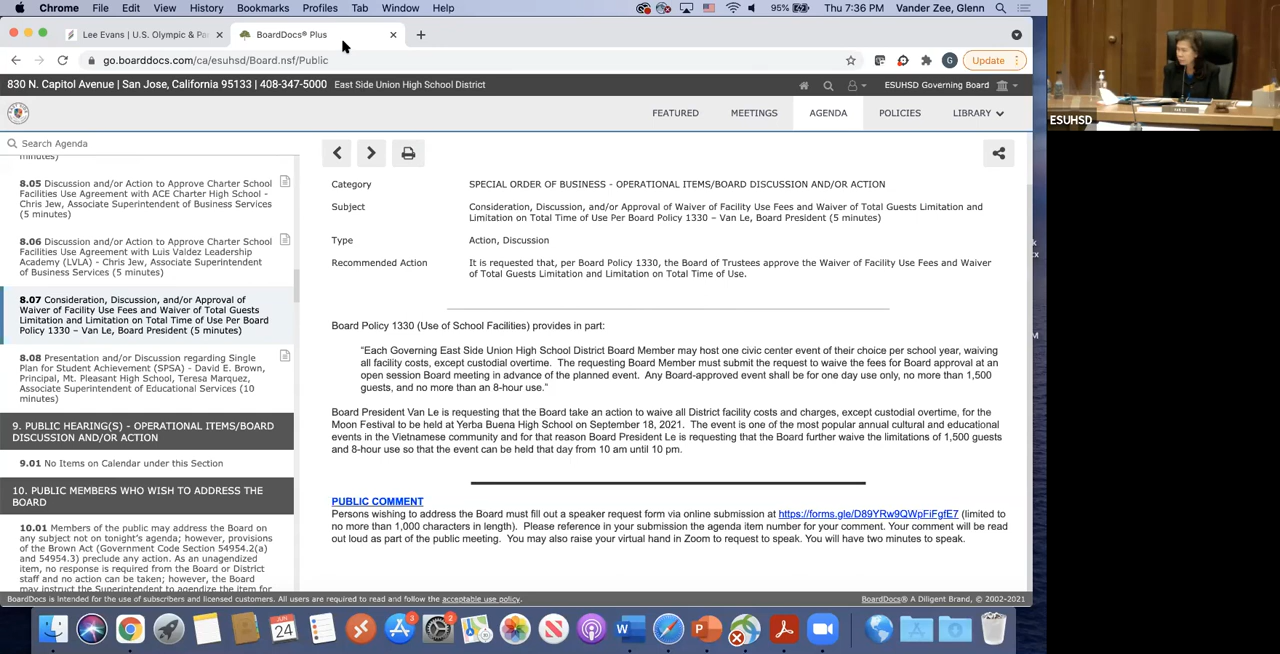 Chrome File Edit View History Bookmarks Profiles Tab Window Help 95% Thu 7:36 PM Vander Zee, Glenn
Lee Evans | U.S. Olympic & Pa BoardDocs® Plus
go.boarddocs.com/ca/esuhsd/Board.nsf/Public G Update
830 N. Capitol Avenue | San Jose, California 95133 | 408-347-5000 East Side Union High School District ESUHSD Governing Board
FEATURED MEETINGS AGENDA POLICIES LIBRARY
Search Agenda
minutes)
8.05 Discussion and/or Action to Approve Charter School
Facilities Use Agreement with ACE Charter High School -
Chris Jew, Associate Superintendent of Business Services
(5 minutes)
8.06 Discussion and/or Action to Approve Charter School
Facilities Use Agreement with Luis Valdez Leadership
Academy (LVLA) - Chris Jew, Associate Superintendent
of Business Services (5 minutes)
8.07 Consideration, Discussion, and/or Approval of
Waiver of Facility Use Fees and Waiver of Total Guests
Limitation and Limitation on Total Time of Use Per Board
Policy 1330 – Van Le, Board President (5 minutes)
8.08 Presentation and/or Discussion regarding Single
Plan for Student Achievement (SPSA) - David E. Brown,
Principal, Mt. Pleasant High School, Teresa Marquez,
Associate Superintendent of Educational Services (10
minutes)
9. PUBLIC HEARING(S) - OPERATIONAL ITEMS/BOARD
DISCUSSION AND/OR ACTION
9.01 No Items on Calendar under this Section
10. PUBLIC MEMBERS WHO WISH TO ADDRESS THE
BOARD
10.01 Members of the public may address the Board on
any subject not on tonight's agenda; however, provisions
of the Brown Act (Government Code Section 54954.2(a)
and 54954.3) preclude any action. As an unagendized
item, no response is required from the Board or District
staff and no action can be taken; however, the Board
may instruct the Superintendent to agendize the item for
Category SPECIAL ORDER OF BUSINESS - OPERATIONAL ITEMS/BOARD DISCUSSION AND/OR ACTION
Subject Consideration, Discussion, and/or Approval of Waiver of Facility Use Fees and Waiver of Total Guests Limitation and
Limitation on Total Time of Use Per Board Policy 1330 – Van Le, Board President (5 minutes)
Type Action, Discussion
Recommended Action It is requested that, per Board Policy 1330, the Board of Trustees approve the Waiver of Facility Use Fees and Waiver
of Total Guests Limitation and Limitation on Total Time of Use.
Board Policy 1330 (Use of School Facilities) provides in part:
“Each Governing East Side Union High School District Board Member may host one civic center event of their choice per school year, waiving
all facility costs, except custodial overtime. The requesting Board Member must submit the request to waive the fees for Board approval at an
open session Board meeting in advance of the planned event. Any Board-approved event shall be for one day use only, no more than 1,500
guests, and no more than an 8-hour use.”
Board President Van Le is requesting that the Board take an action to waive all District facility costs and charges, except custodial overtime, for the
Moon Festival to be held at Yerba Buena High School on September 18, 2021. The event is one of the most popular annual cultural and educational
events in the Vietnamese community and for that reason Board President Le is requesting that the Board further waive the limitations of 1,500 guests
and 8-hour use so that the event can be held that day from 10 am until 10 pm.
PUBLIC COMMENT
Persons wishing to address the Board must fill out a speaker request form via online submission at https://forms.gle/D89YRw9QWpFiFgfE7 (limited to
no more than 1,000 characters in length). Please reference in your submission the agenda item number for your comment. Your comment will be read
out loud as part of the public meeting. You may also raise your virtual hand in Zoom to request to speak. You will have two minutes to speak.
BoardDocs is intended for the use of subscribers and licensed customers. All users are required to read and follow the acceptable use policy. BoardDocs® A Diligent Brand, © 2002-2021
JUN
24
3
2
ESUHSD